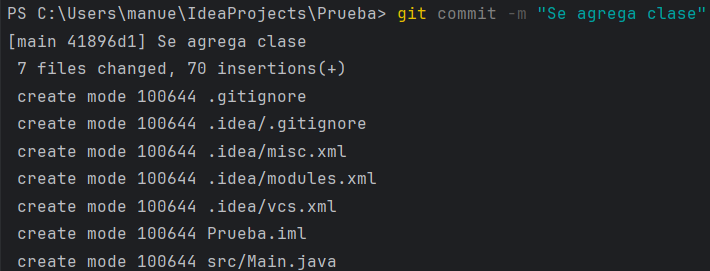 PS C:\Users\manue\IdeaProjects\Prueba> git commit -m "Se agrega clase"
[main 41896d1] Se agrega clase
 7 files changed, 70 insertions(+)
 create mode 100644 .gitignore
 create mode 100644 .idea/.gitignore
 create mode 100644 .idea/misc.xml
 create mode 100644 .idea/modules.xml
 create mode 100644 .idea/vcs.xml
 create mode 100644 Prueba.iml
 create mode 100644 src/Main.java